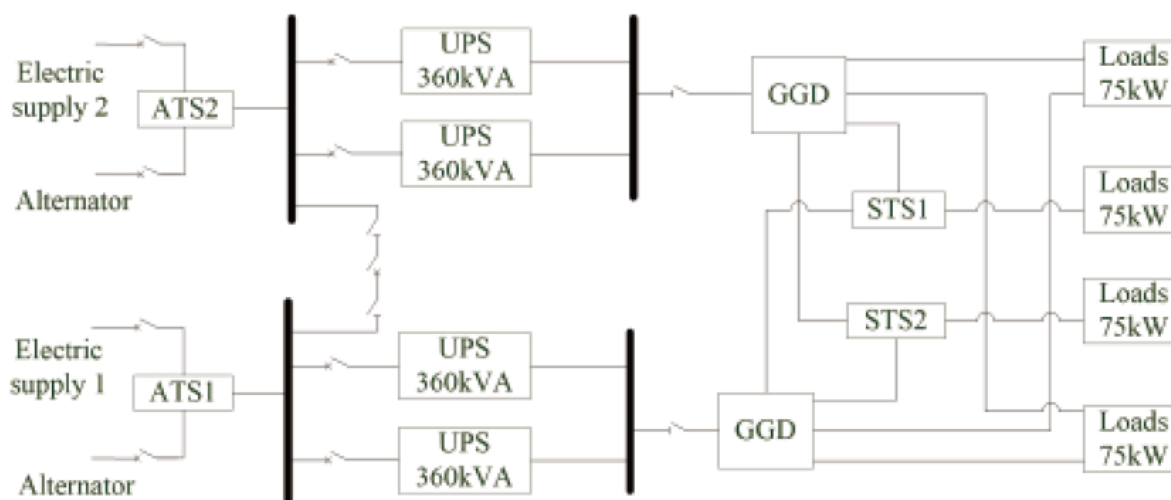 Electric
supply 2
ATS2
Alternator
UPS
360kVA
UPS
360kVA
GGD
Loads
75kW
STS1
Loads
75kW
STS2
Loads
75kW
Electric
supply 1
ATS1
Alternator
UPS
360kVA
UPS
360kVA
GGD
Loads
75kW